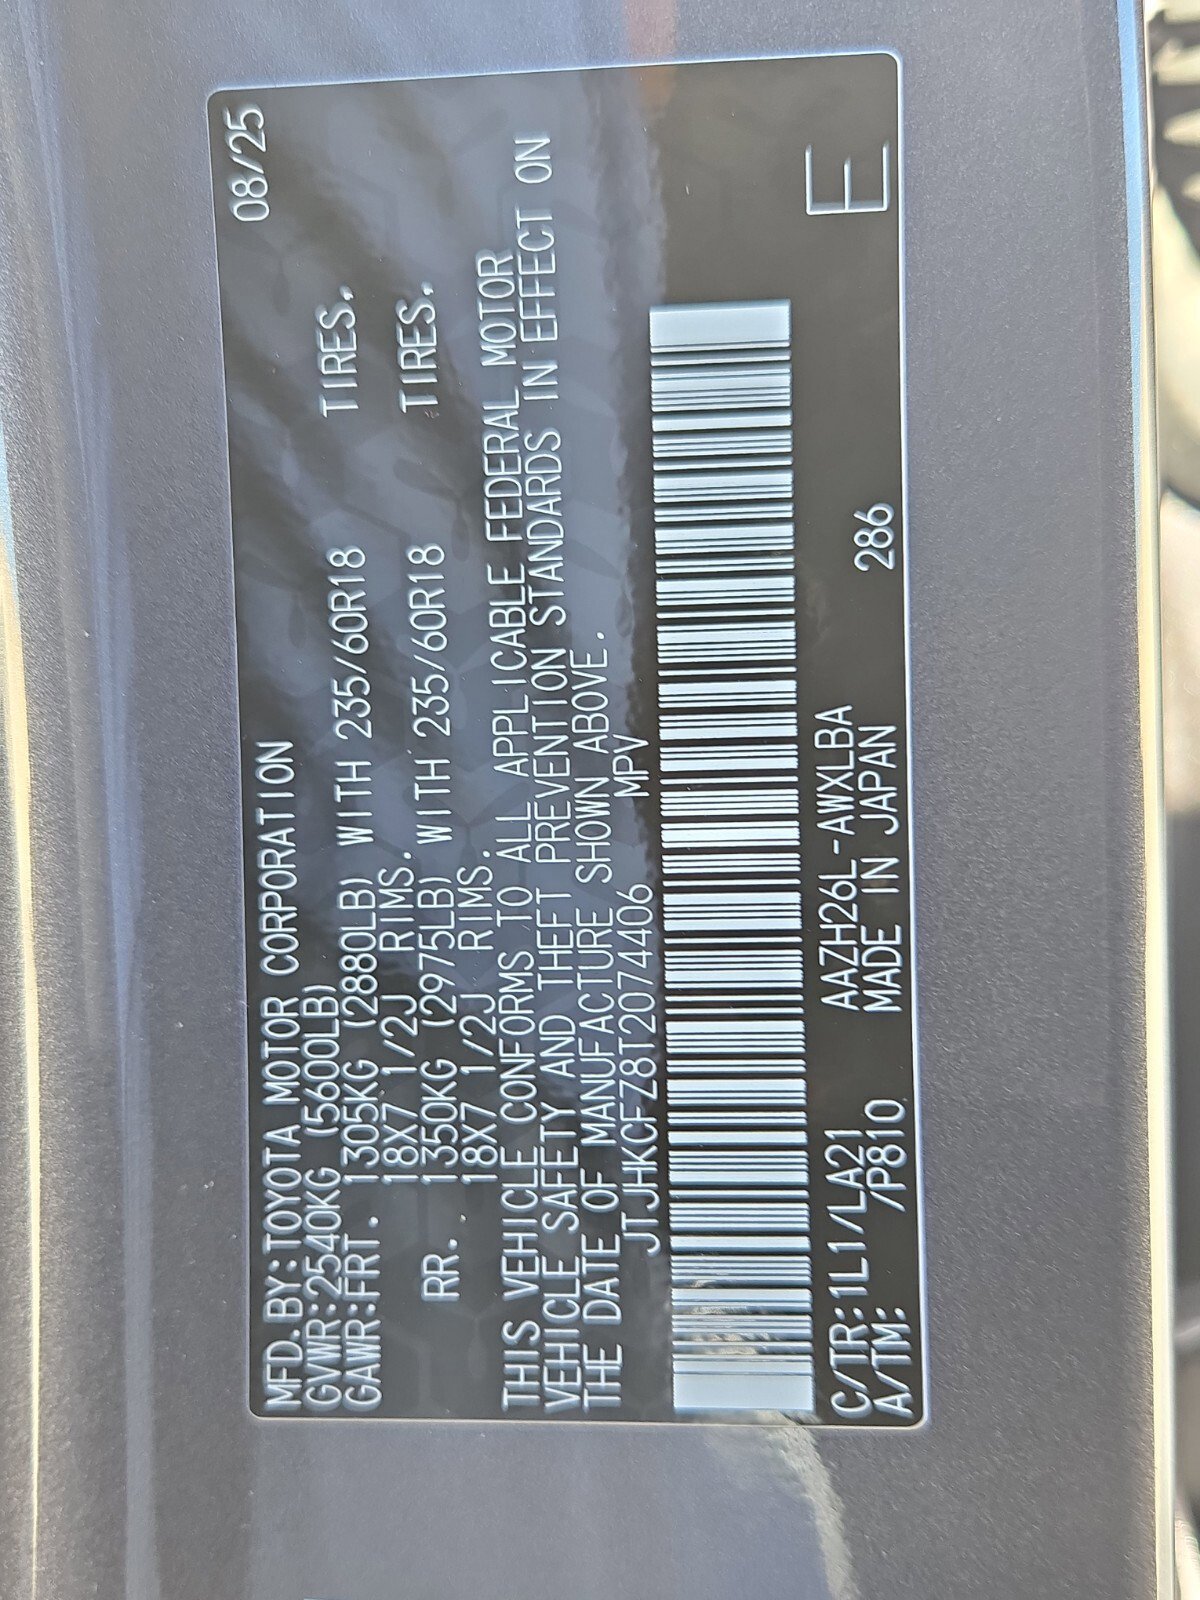 08/25
MFD.BY:TOYOTA MOTOR CORPORATION
GVWR:2540KG (5600LB)
GAWR:FRT. 1305KG (2880LB) WITH 235/60R18 TIRES.
18X7 1/2J RIMS.
RR. 1350KG (2975LB) WITH 235/60R18 TIRES.
18X7 1/2J RIMS.
THIS VEHICLE CONFORMS TO ALL APPLICABLE FEDERAL MOTOR
VEHICLE SAFETY AND THEFT PREVENTION STANDARDS IN EFFECT ON
THE DATE OF MANUFACTURE SHOWN ABOVE.
JTJHKCFZ8T2074406 MPV
C/TR:1L1/LA21 AAZH26L-AWXLBA
A/TM: /P810 MADE IN JAPAN 286
E